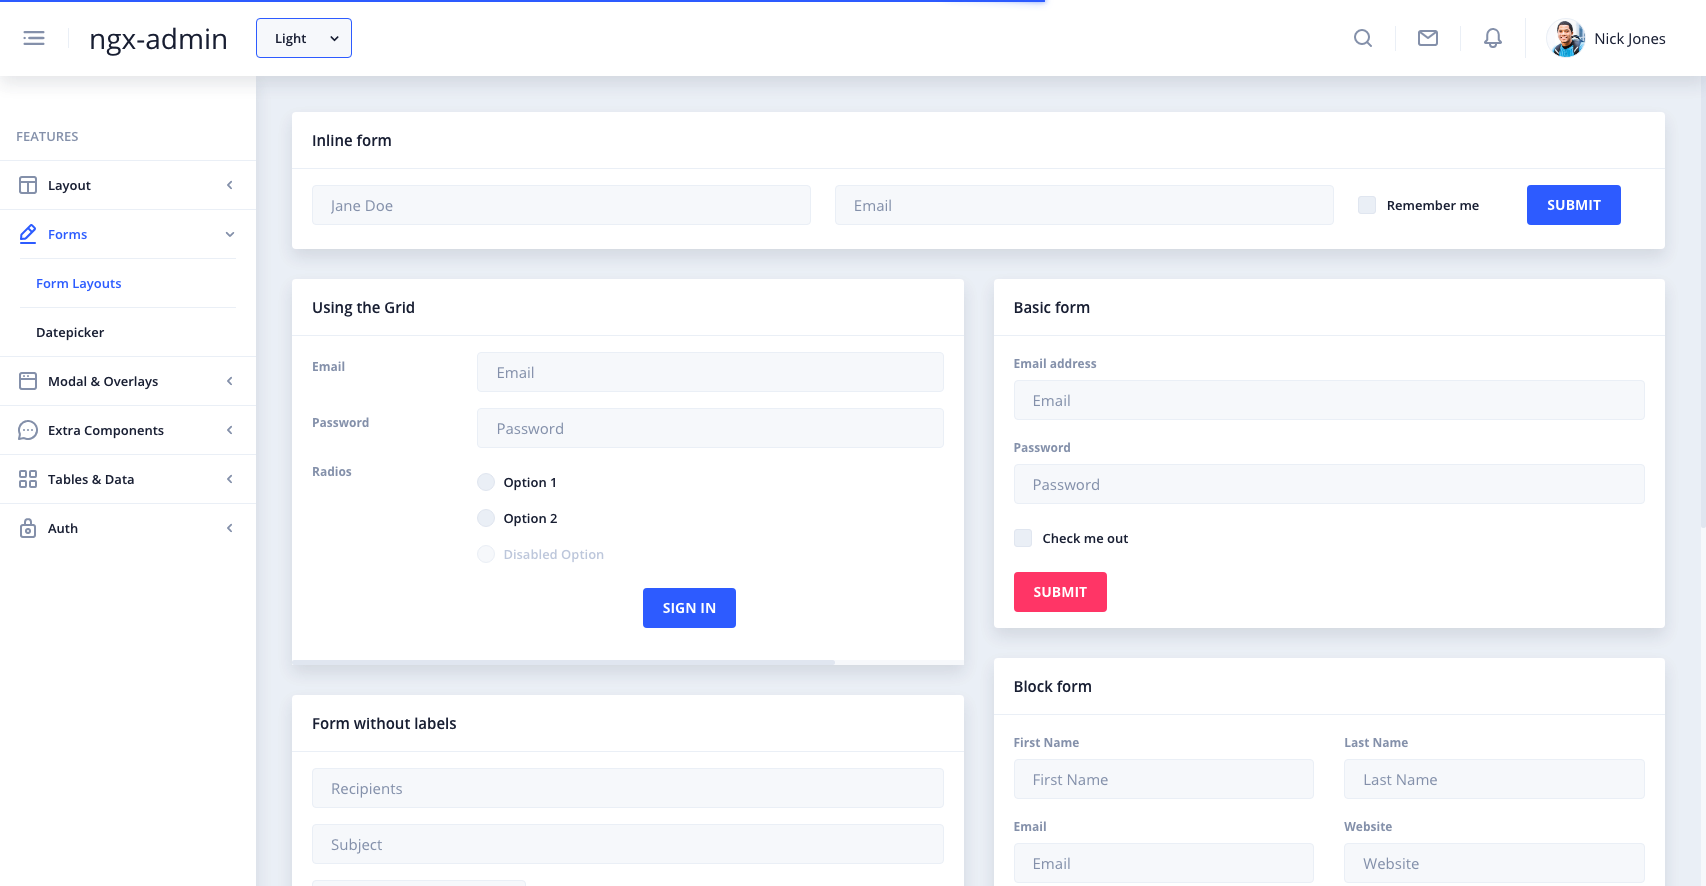 ngx-admin
Light
Nick Jones
FEATURES
Layout
Forms
Form Layouts
Datepicker
Modal & Overlays
Extra Components
Tables & Data
Auth
Inline form
Jane Doe
Email
Remember me
SUBMIT
Using the Grid
Email
Email
Password
Password
Radios
Option 1
Option 2
Disabled Option
SIGN IN
Basic form
Email address
Email
Password
Password
Check me out
SUBMIT
Form without labels
Recipients
Subject
Block form
First Name
Last Name
First Name
Last Name
Email
Website
Email
Website